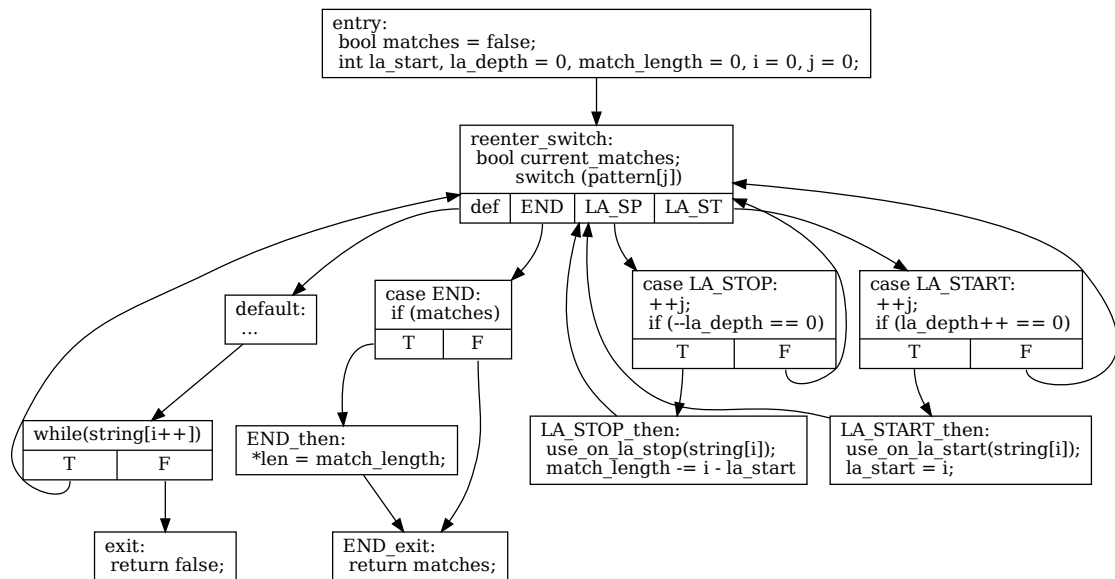 entry:
bool matches = false;
int la_start, la_depth = 0, match_length = 0, i = 0, j = 0;
reenter_switch:
bool current_matches;
switch (pattern[j])
def END LA_SP LA_ST
default:
...
case END:
if (matches)
T F
case LA_STOP:
++j;
if (--la_depth == 0)
T F
case LA_START:
++j;
if (la_depth++ == 0)
T F
while(string[i++])
T F
END_then:
*len = match_length;
LA_STOP_then:
use_on_la_stop(string[i]);
match_length -= i - la_start
LA_START_then:
use_on_la_start(string[i]);
la_start = i;
exit:
return false;
END_exit:
return matches;